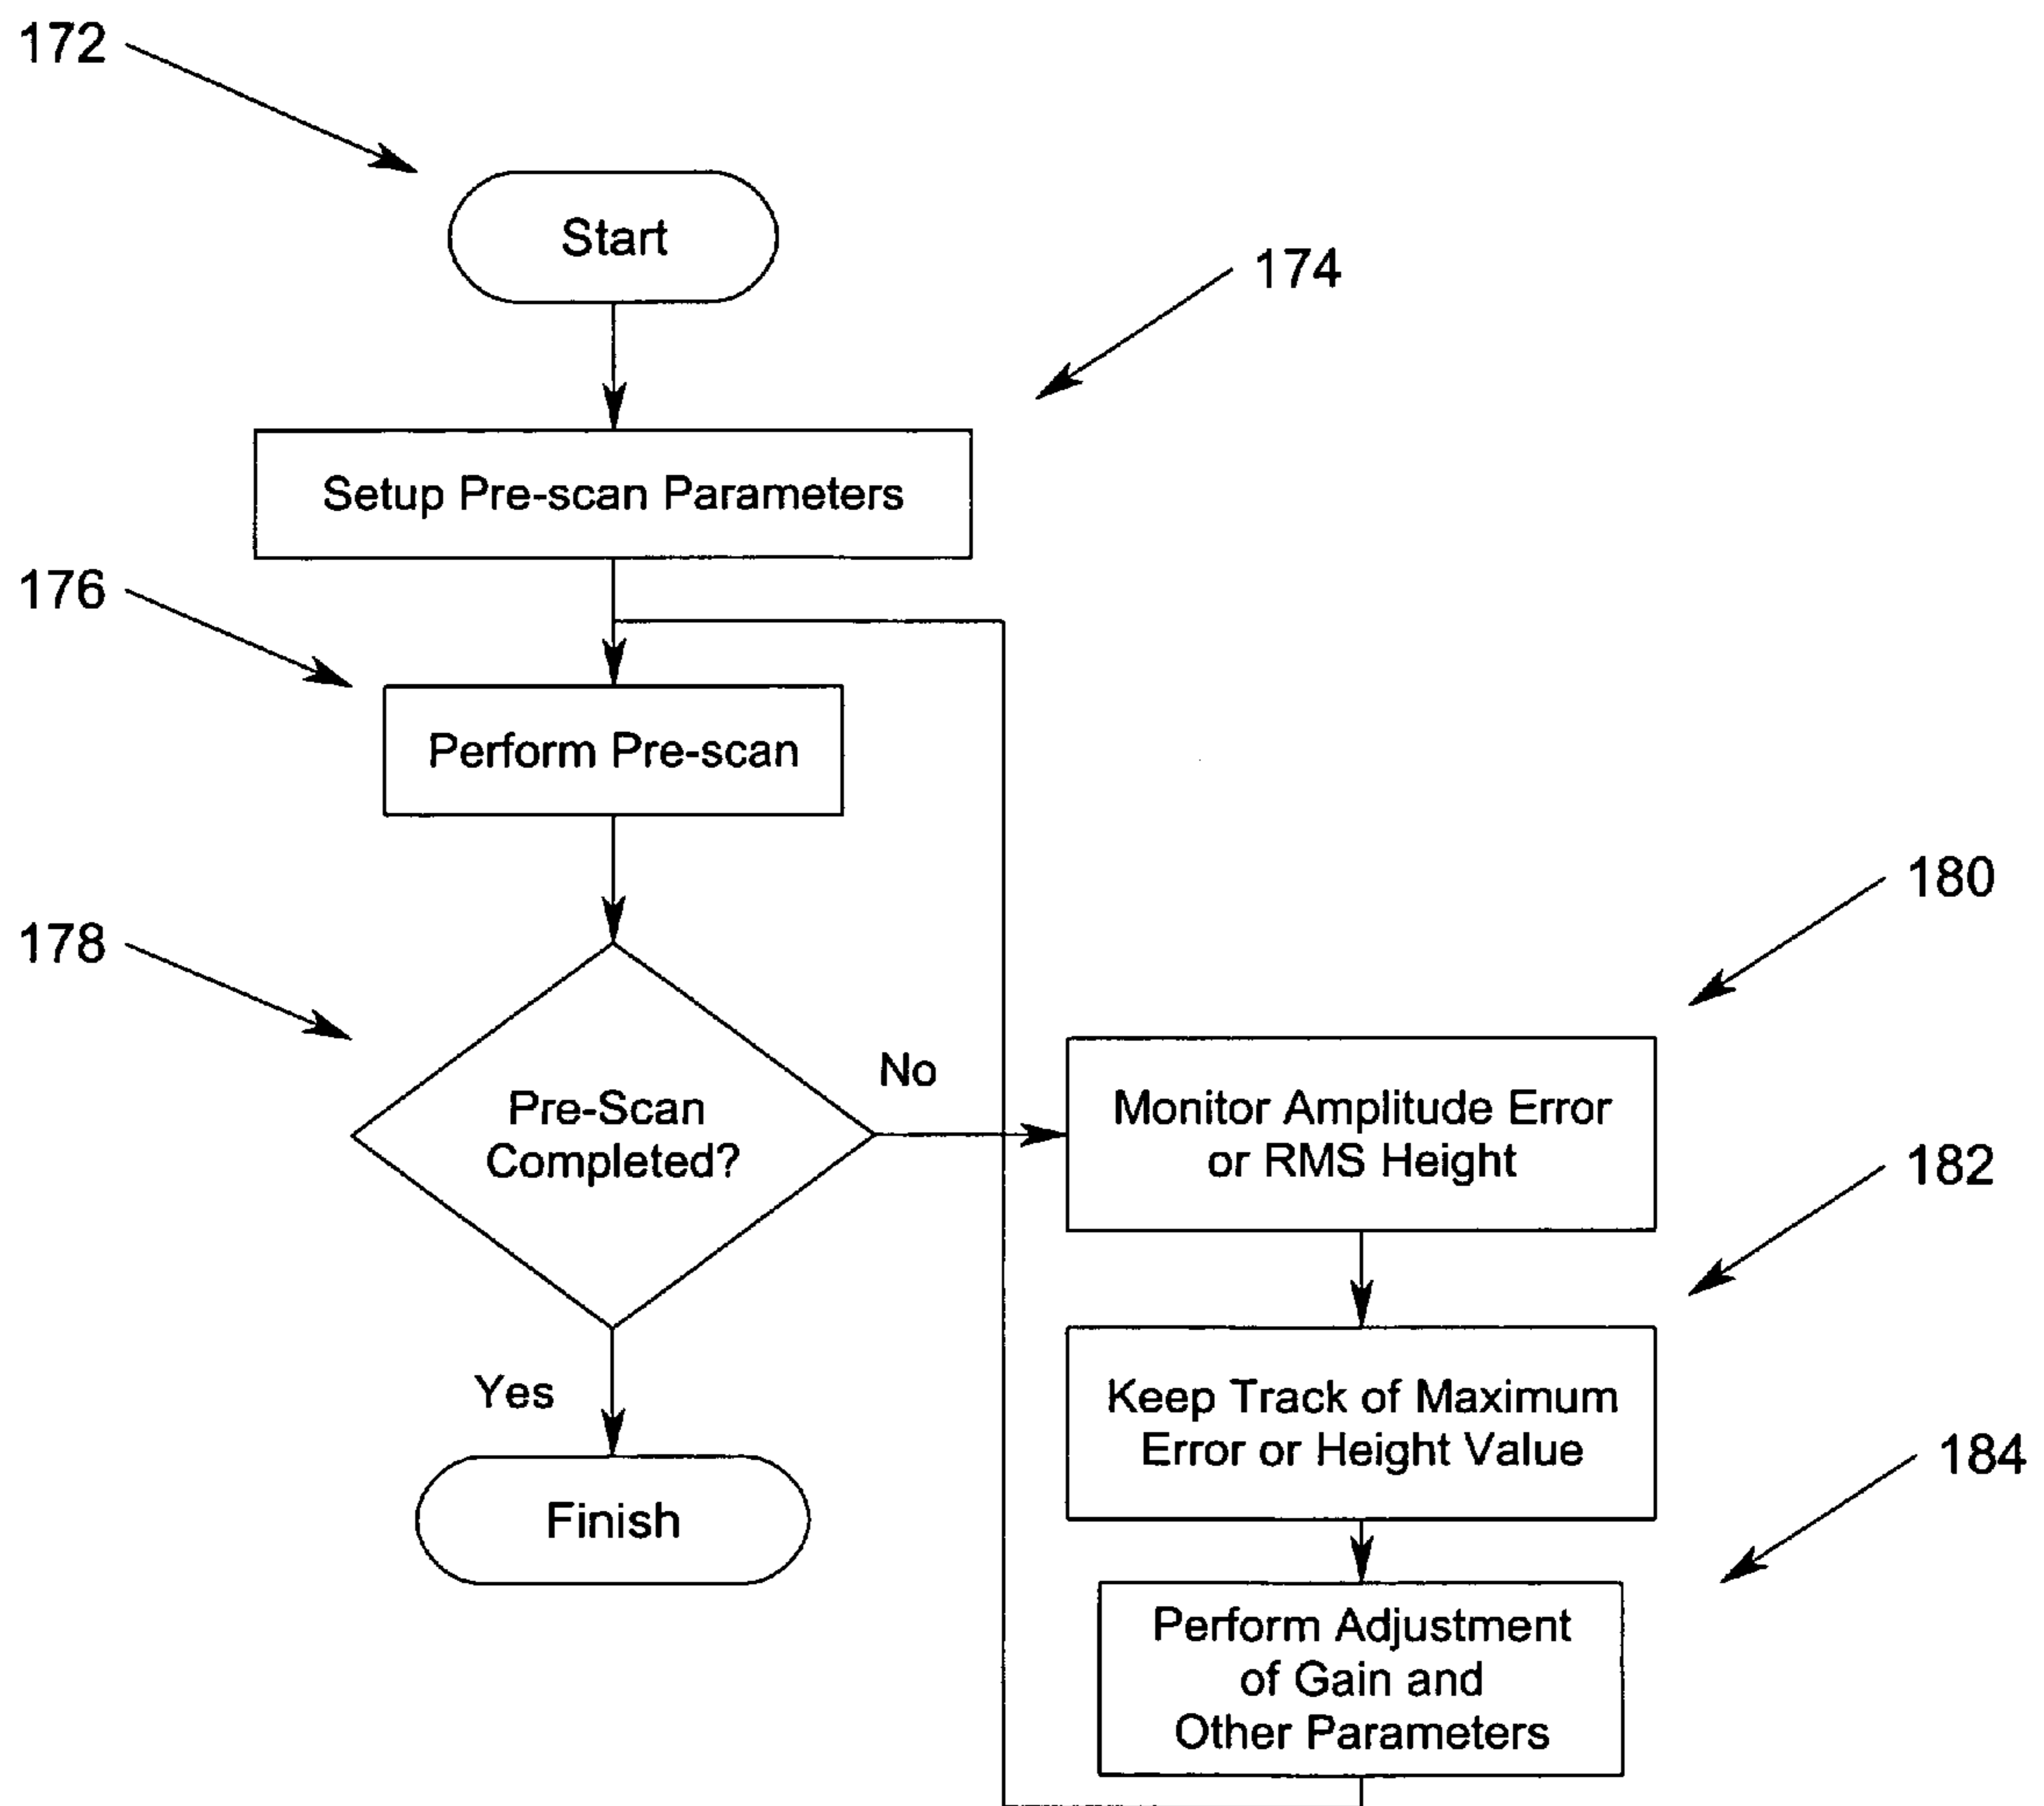 172
Start
174
Setup Pre-scan Parameters
176
Perform Pre-scan
178
Pre-Scan
Completed?
No
Yes
Finish
180
Monitor Amplitude Error
or RMS Height
182
Keep Track of Maximum
Error or Height Value
184
Perform Adjustment
of Gain and
Other Parameters